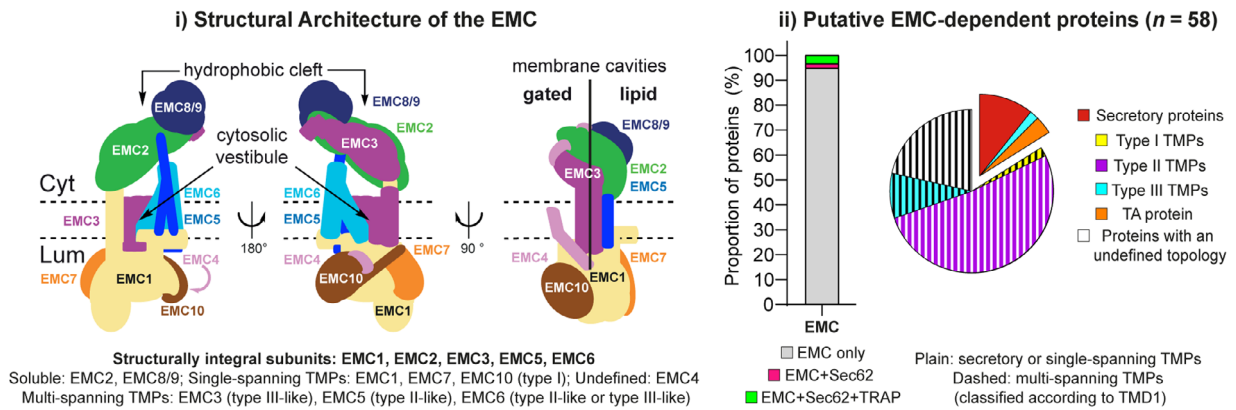 i) Structural Architecture of the EMC
hydrophobic cleft
EMC8/9
EMC2
cytosolic
vestibule
Cyt
EMC6
EMC3
EMC5
Lum
EMC7
EMC1
EMC4
EMC10
180°
EMC8/9
EMC3
EMC2
EMC6
EMC5
EMC4
EMC7
EMC10
EMC1
90 °
membrane cavities
gated
lipid
EMC8/9
EMC3
EMC2
EMC5
EMC4
EMC7
EMC1
EMC10
Structurally integral subunits: EMC1, EMC2, EMC3, EMC5, EMC6
Soluble: EMC2, EMC8/9; Single-spanning TMPs: EMC1, EMC7, EMC10 (type I); Undefined: EMC4
Multi-spanning TMPs: EMC3 (type III-like), EMC5 (type II-like), EMC6 (type II-like or type III-like)
ii) Putative EMC-dependent proteins (n = 58)
Proportion of proteins (%)
100
90
80
70
60
50
40
30
20
10
0
EMC
EMC only
EMC+Sec62
EMC+Sec62+TRAP
Secretory proteins
Type I TMPs
Type II TMPs
Type III TMPs
TA protein
Proteins with an
undefined topology
Plain: secretory or single-spanning TMPs
Dashed: multi-spanning TMPs
(classified according to TMD1)